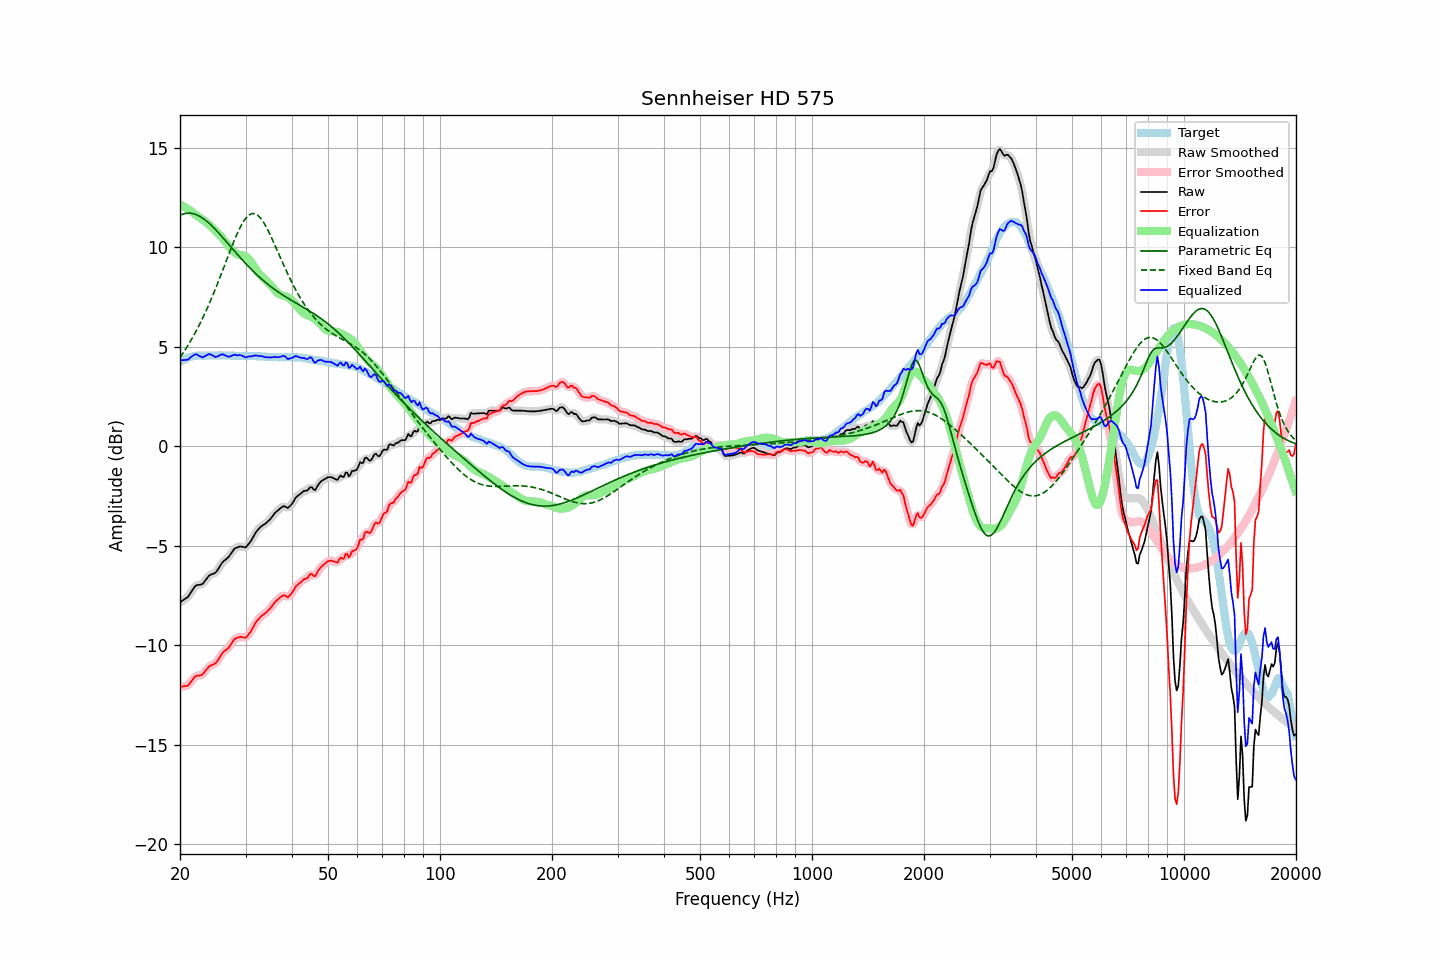 Sennheiser HD 575
Target
Raw Smoothed
Error Smoothed
Raw
Error
Equalization
Parametric Eq
Fixed Band Eq
Equalized
15
10
5
0
−5
−10
−15
−20
Amplitude (dBr)
20
50
100
200
500
1000
2000
5000
10000
20000
Frequency (Hz)